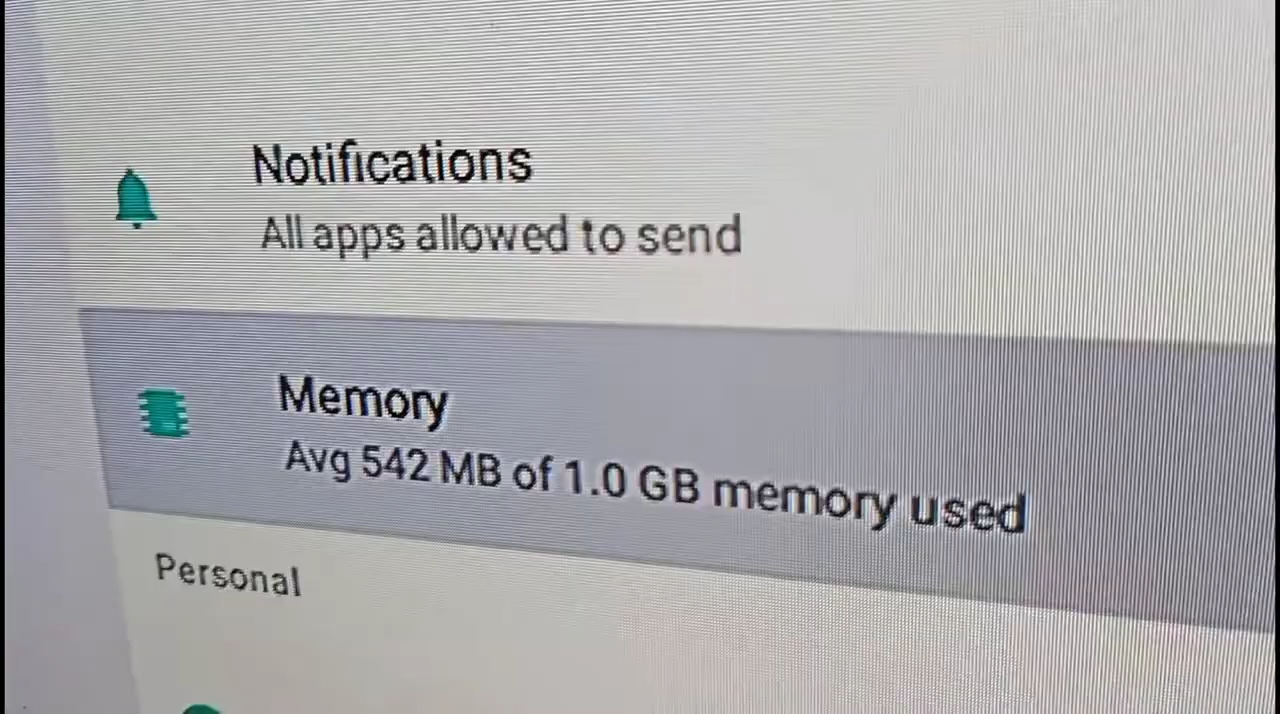 Notifications
All apps allowed to send
Memory
Avg 542 MB of 1.0 GB memory used
Personal